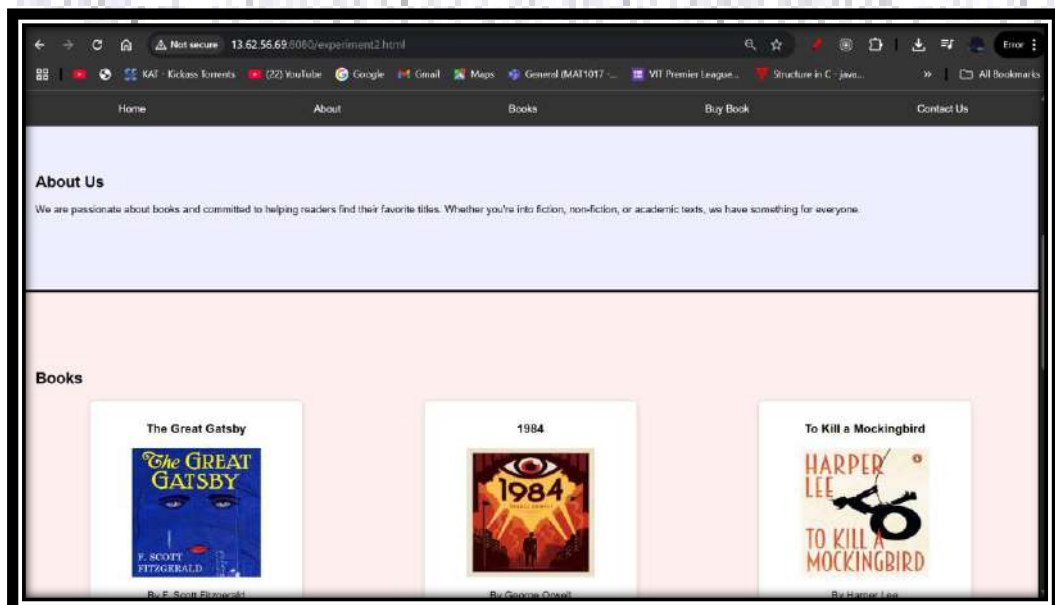 Not secure 13.62.56.69:8080/experiment2.html Error
KAT - Kickass Torrents (22) YouTube Google Gmail Maps General (MAT1017 -... VIT Premier League... Structure in C - java... » All Bookmarks
Home About Books Buy Book Contact Us
About Us
We are passionate about books and committed to helping readers find their favorite titles. Whether you're into fiction, non-fiction, or academic texts, we have something for everyone.
Books
The Great Gatsby 1984 To Kill a Mockingbird
The GREAT
GATSBY
F. SCOTT
FITZGERALD
1984
HARPER
LEE
TO KILL A
MOCKINGBIRD
By F. Scott Fitzgerald By George Orwell By Harper Lee